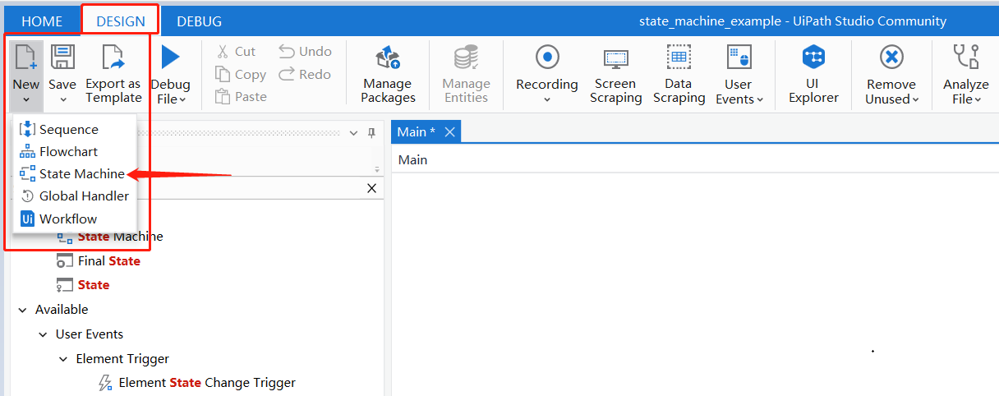 HOME DESIGN DEBUG state_machine_example - UiPath Studio Community
New Save Export as Template Debug File Cut Copy Paste Undo Redo Manage Packages Manage Entities Recording Screen Scraping Data Scraping User Events UI Explorer Remove Unused Analyze File
Sequence
Flowchart
State Machine
Global Handler
Ui Workflow
Main *
Main
State Machine
Final State
State
Available
User Events
Element Trigger
Element State Change Trigger